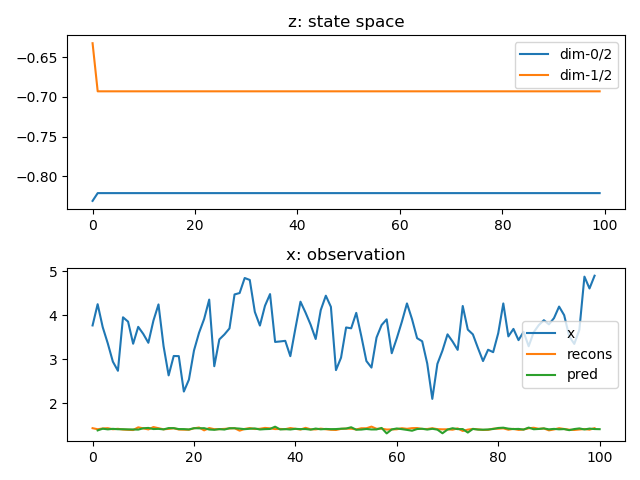 z: state space
−0.65
−0.70
−0.75
−0.80
dim-0/2
dim-1/2
0
20
40
60
80
100
x: observation
5
4
3
2
x
recons
pred
0
20
40
60
80
100